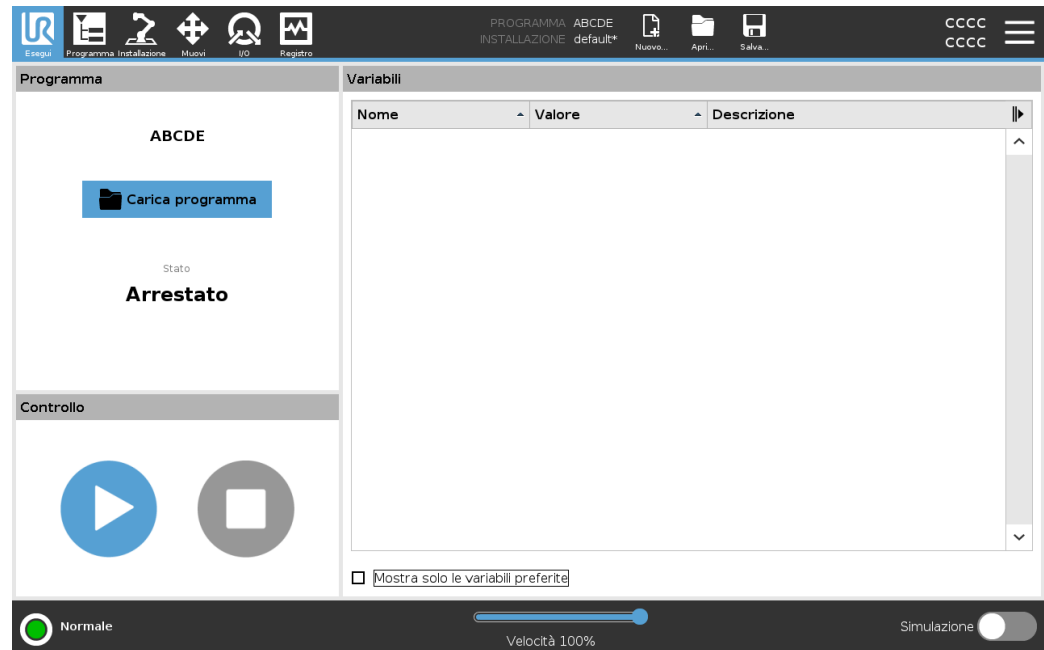 UR
Esegui
Programma
Installazione
Muovi
I/O
Registro
PROGRAMMA ABCDE
INSTALLAZIONE default*
Nuovo...
Apri...
Salva...
CCCC
CCCC
Programma
ABCDE
Carica programma
Stato
Arrestato
Controllo
Variabili
Nome Valore Descrizione
Mostra solo le variabili preferite
Normale
Velocità 100%
Simulazione